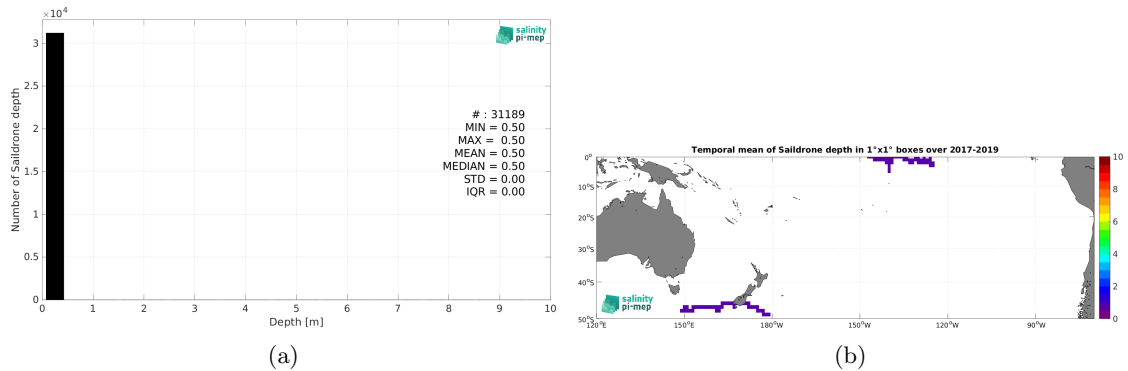 ×10⁴
3
2.5
2
1.5
1
0.5
0
Number of Saildrone depth
salinity
pi-mep
# : 31189
MIN = 0.50
MAX = 0.50
MEAN = 0.50
MEDIAN = 0.50
STD = 0.00
IQR = 0.00
0 1 2 3 4 5 6 7 8 9 10
Depth [m]
(a)
Temporal mean of Saildrone depth in 1°x1° boxes over 2017-2019
0°
10°S
20°S
30°S
40°S
50°S
salinity
pi-mep
120°E 150°E 180°W 150°W 120°W 90°W
10
8
6
4
2
0
(b)